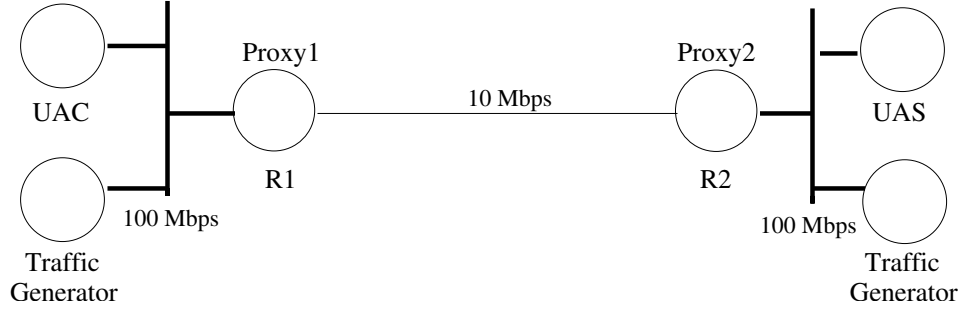 Proxy1
Proxy2
10 Mbps
UAC
UAS
R1
R2
100 Mbps
100 Mbps
Traffic
Generator
Traffic
Generator